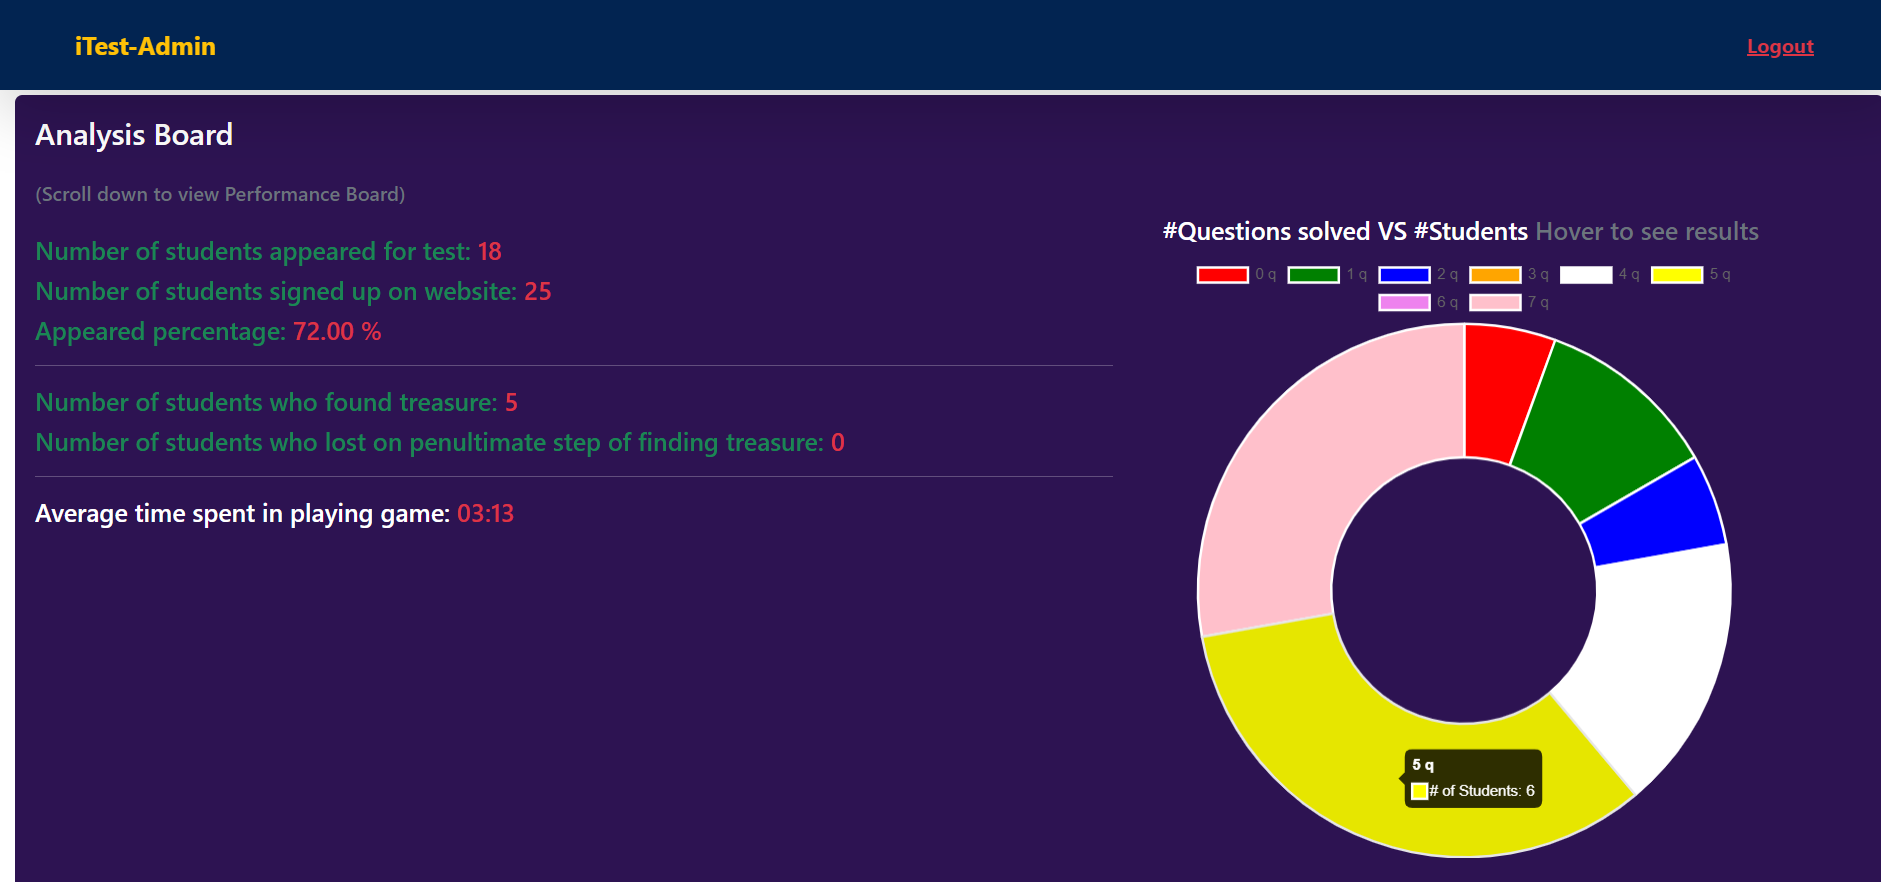 iTest-Admin
Logout
Analysis Board
(Scroll down to view Performance Board)
Number of students appeared for test: 18
Number of students signed up on website: 25
Appeared percentage: 72.00 %
Number of students who found treasure: 5
Number of students who lost on penultimate step of finding treasure: 0
Average time spent in playing game: 03:13
#Questions solved VS #Students Hover to see results
0 q 1 q 2 q 3 q 4 q 5 q
6 q 7 q
5 q
# of Students: 6